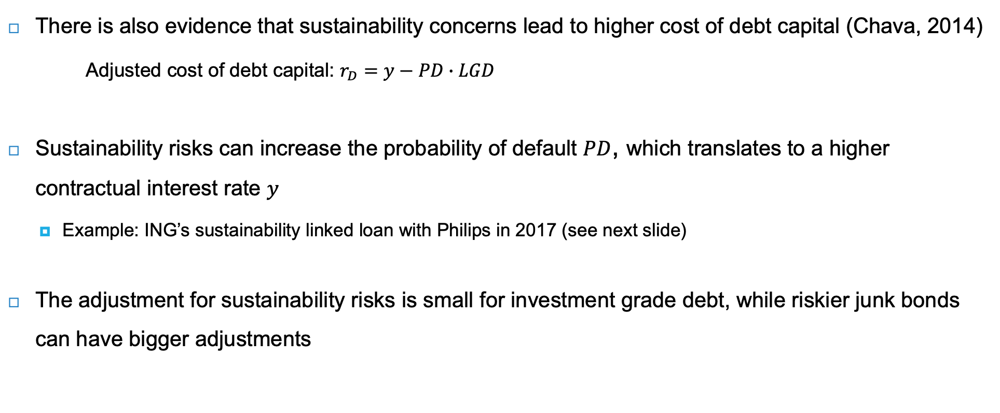 There is also evidence that sustainability concerns lead to higher cost of debt capital (Chava, 2014)
Adjusted cost of debt capital: r_D = y − PD · LGD
Sustainability risks can increase the probability of default PD, which translates to a higher
contractual interest rate y
Example: ING’s sustainability linked loan with Philips in 2017 (see next slide)
The adjustment for sustainability risks is small for investment grade debt, while riskier junk bonds
can have bigger adjustments